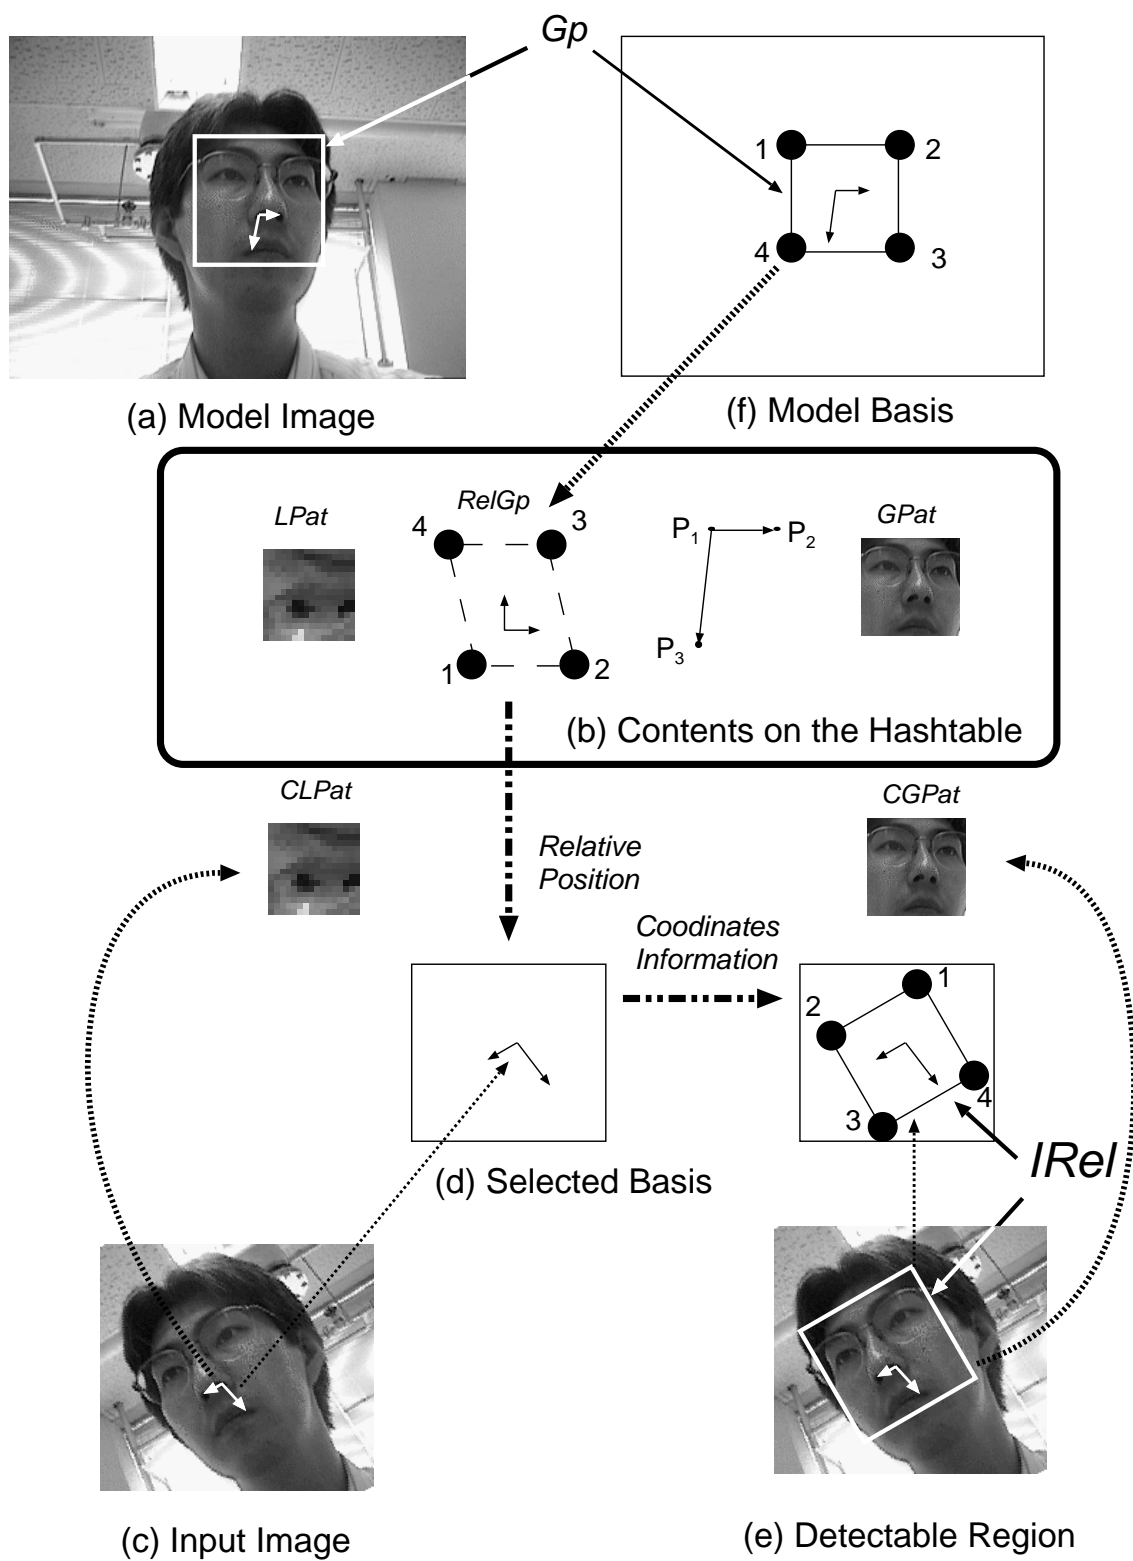 Gp
1
2
4
3
(a) Model Image
(f) Model Basis
LPat
RelGp
GPat
4
3
P1
P2
P3
1
2
(b) Contents on the Hashtable
CLPat
CGPat
Relative
Position
Coodinates
Information
1
2
4
3
IRel
(d) Selected Basis
(c) Input Image
(e) Detectable Region